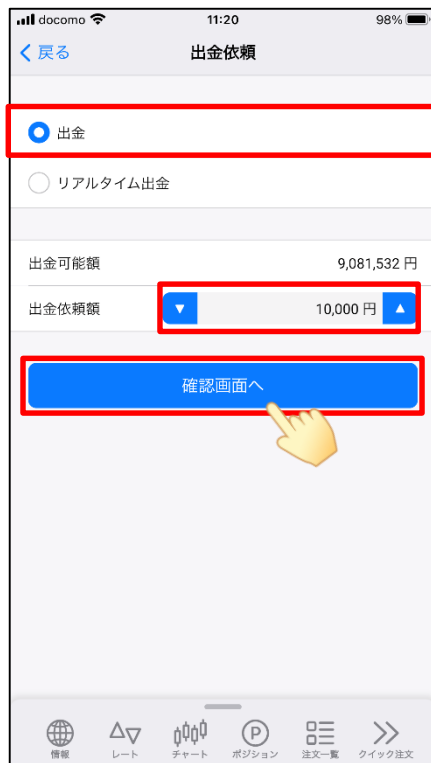 docomo 11:20 98%
戻る 出金依頼
出金
リアルタイム出金
出金可能額 9,081,532 円
出金依頼額 ▼ 10,000 円 ▲
確認画面へ
情報 レート チャート ポジション 注文一覧 クイック注文